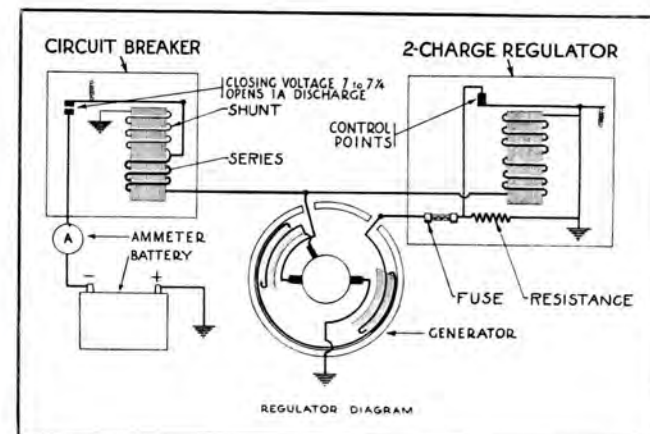 CIRCUIT BREAKER
2-CHARGE REGULATOR
CLOSING VOLTAGE 7 to 7¼
OPENS 1A DISCHARGE
SHUNT
SERIES
CONTROL
POINTS
A
AMMETER
BATTERY
- +
FUSE
RESISTANCE
GENERATOR
REGULATOR DIAGRAM